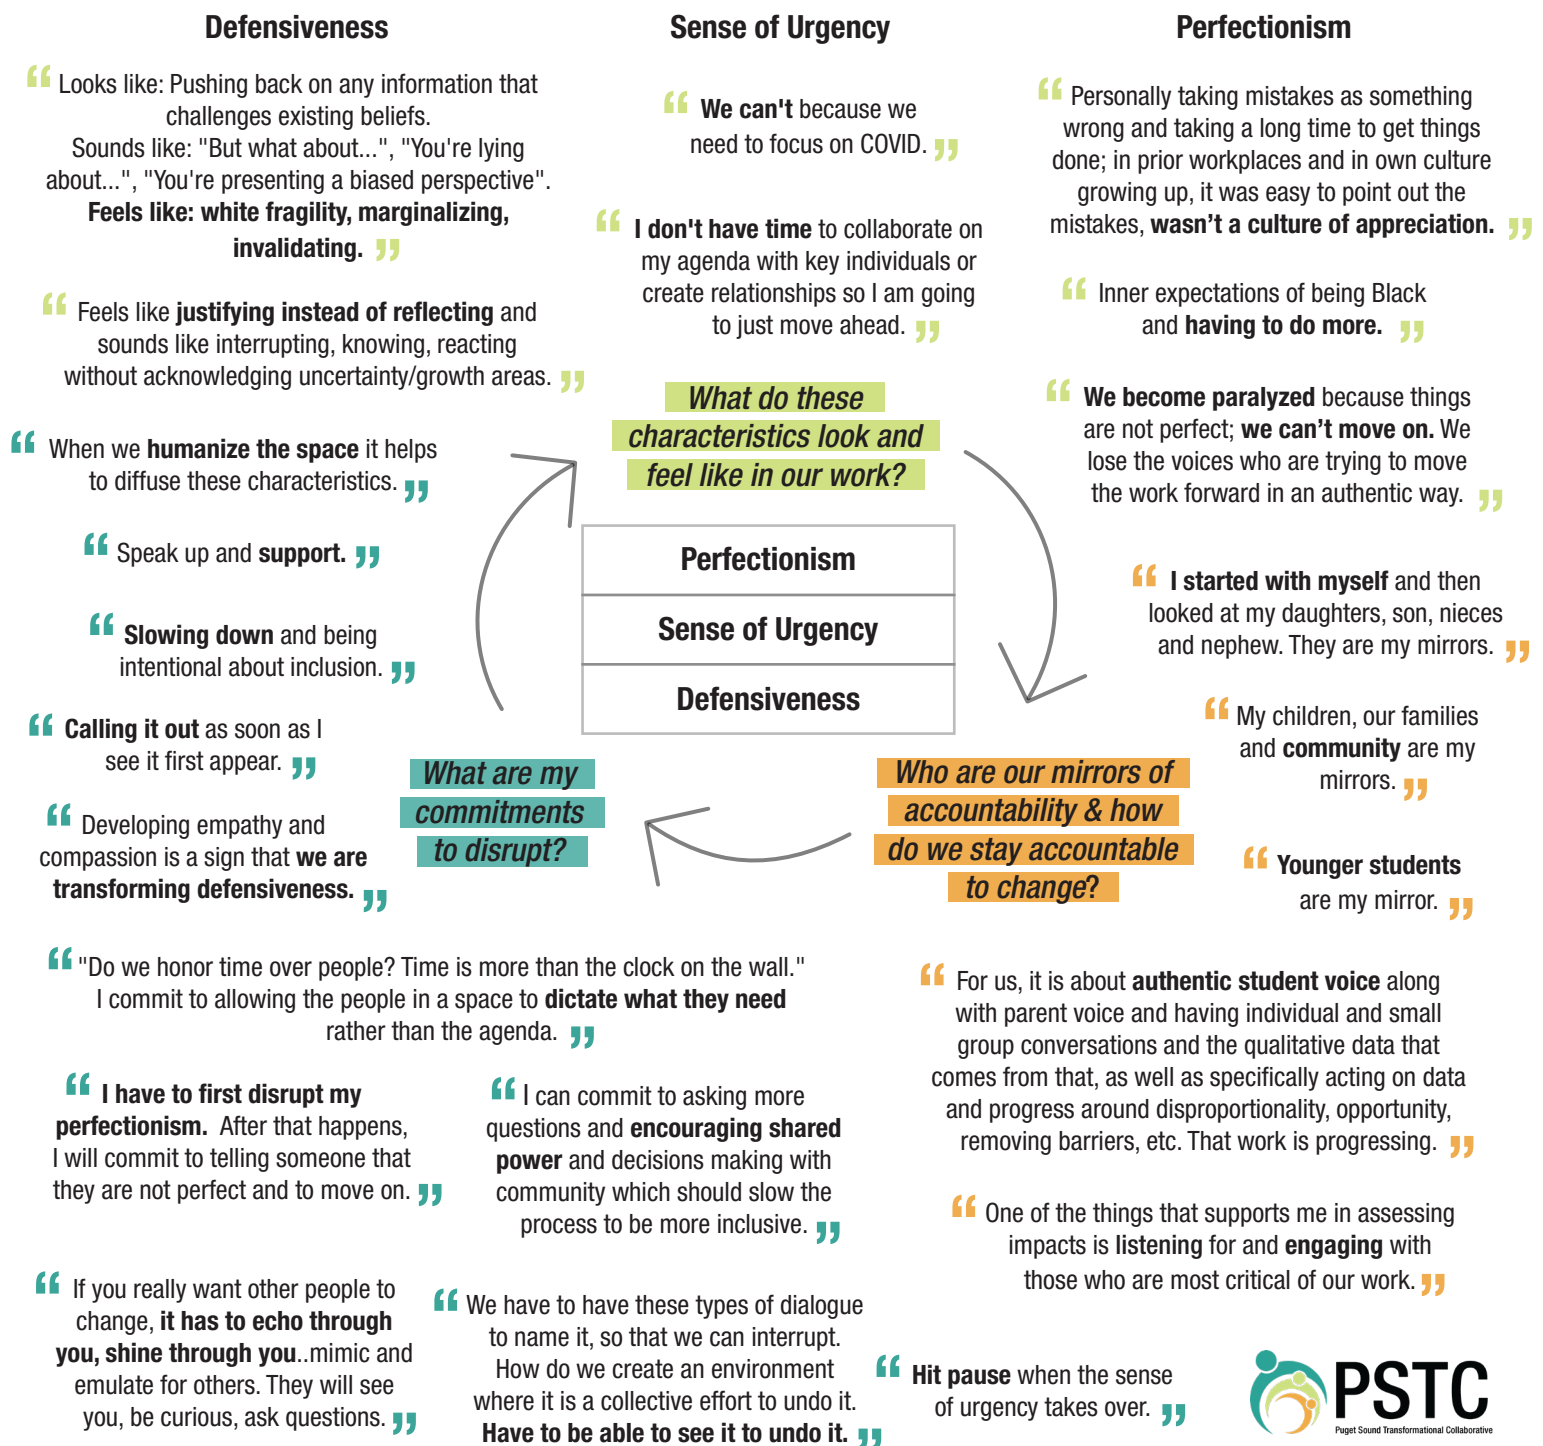 Defensiveness
“ Looks like: Pushing back on any information that
challenges existing beliefs.
Sounds like: "But what about...", "You're lying
about...", "You're presenting a biased perspective".
Feels like: white fragility, marginalizing,
invalidating. ”
“ Feels like justifying instead of reflecting and
sounds like interrupting, knowing, reacting
without acknowledging uncertainty/growth areas. ”
Sense of Urgency
“ We can't because we
need to focus on COVID. ”
“ I don't have time to collaborate on
my agenda with key individuals or
create relationships so I am going
to just move ahead. ”
Perfectionism
“ Personally taking mistakes as something
wrong and taking a long time to get things
done; in prior workplaces and in own culture
growing up, it was easy to point out the
mistakes, wasn’t a culture of appreciation. ”
“ Inner expectations of being Black
and having to do more. ”
“ We become paralyzed because things
are not perfect; we can’t move on. We
lose the voices who are trying to move
the work forward in an authentic way. ”
What do these
characteristics look and
feel like in our work?
Perfectionism
Sense of Urgency
Defensiveness
Who are our mirrors of
accountability & how
do we stay accountable
to change?
“ I started with myself and then
looked at my daughters, son, nieces
and nephew. They are my mirrors. ”
“ My children, our families
and community are my
mirrors. ”
“ Younger students
are my mirror. ”
“ For us, it is about authentic student voice along
with parent voice and having individual and small
group conversations and the qualitative data that
comes from that, as well as specifically acting on data
and progress around disproportionality, opportunity,
removing barriers, etc. That work is progressing. ”
“ One of the things that supports me in assessing
impacts is listening for and engaging with
those who are most critical of our work. ”
What are my
commitments
to disrupt?
“ When we humanize the space it helps
to diffuse these characteristics. ”
“ Speak up and support. ”
“ Slowing down and being
intentional about inclusion. ”
“ Calling it out as soon as I
see it first appear. ”
“ Developing empathy and
compassion is a sign that we are
transforming defensiveness. ”
“ "Do we honor time over people? Time is more than the clock on the wall."
I commit to allowing the people in a space to dictate what they need
rather than the agenda. ”
“ I have to first disrupt my
perfectionism. After that happens,
I will commit to telling someone that
they are not perfect and to move on. ”
“ I can commit to asking more
questions and encouraging shared
power and decisions making with
community which should slow the
process to be more inclusive. ”
“ If you really want other people to
change, it has to echo through
you, shine through you..mimic and
emulate for others. They will see
you, be curious, ask questions. ”
“ We have to have these types of dialogue
to name it, so that we can interrupt.
How do we create an environment
where it is a collective effort to undo it.
Have to be able to see it to undo it. ”
“ Hit pause when the sense
of urgency takes over. ”
PSTC
Puget Sound Transformational Collaborative